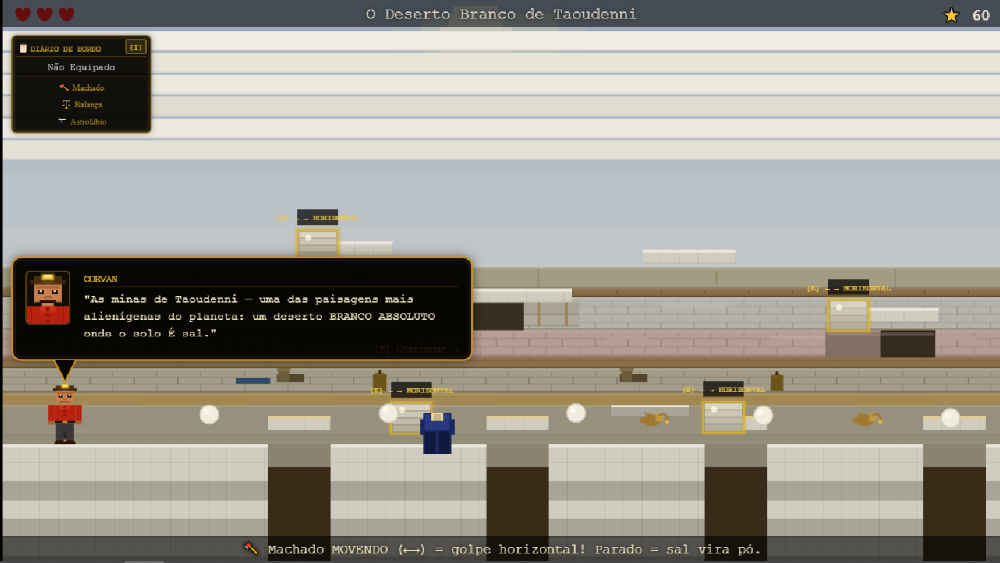 O Deserto Branco de Taoudenni
60
DIÁRIO DE BORDO
[I]
Não Equipado
Machado
Balança
Astrolábio
[E] ← → HORIZONTAL
CORVAN
"As minas de Taoudenni — uma das paisagens mais
alienígenas do planeta: um deserto BRANCO ABSOLUTO
onde o solo É sal."
[E] Continuar →
[E] ← → HORIZONTAL
[E] ← → HORIZONTAL
[E] ← → HORIZONTAL
Machado MOVENDO (⟷) = golpe horizontal! Parado = sal vira pó.